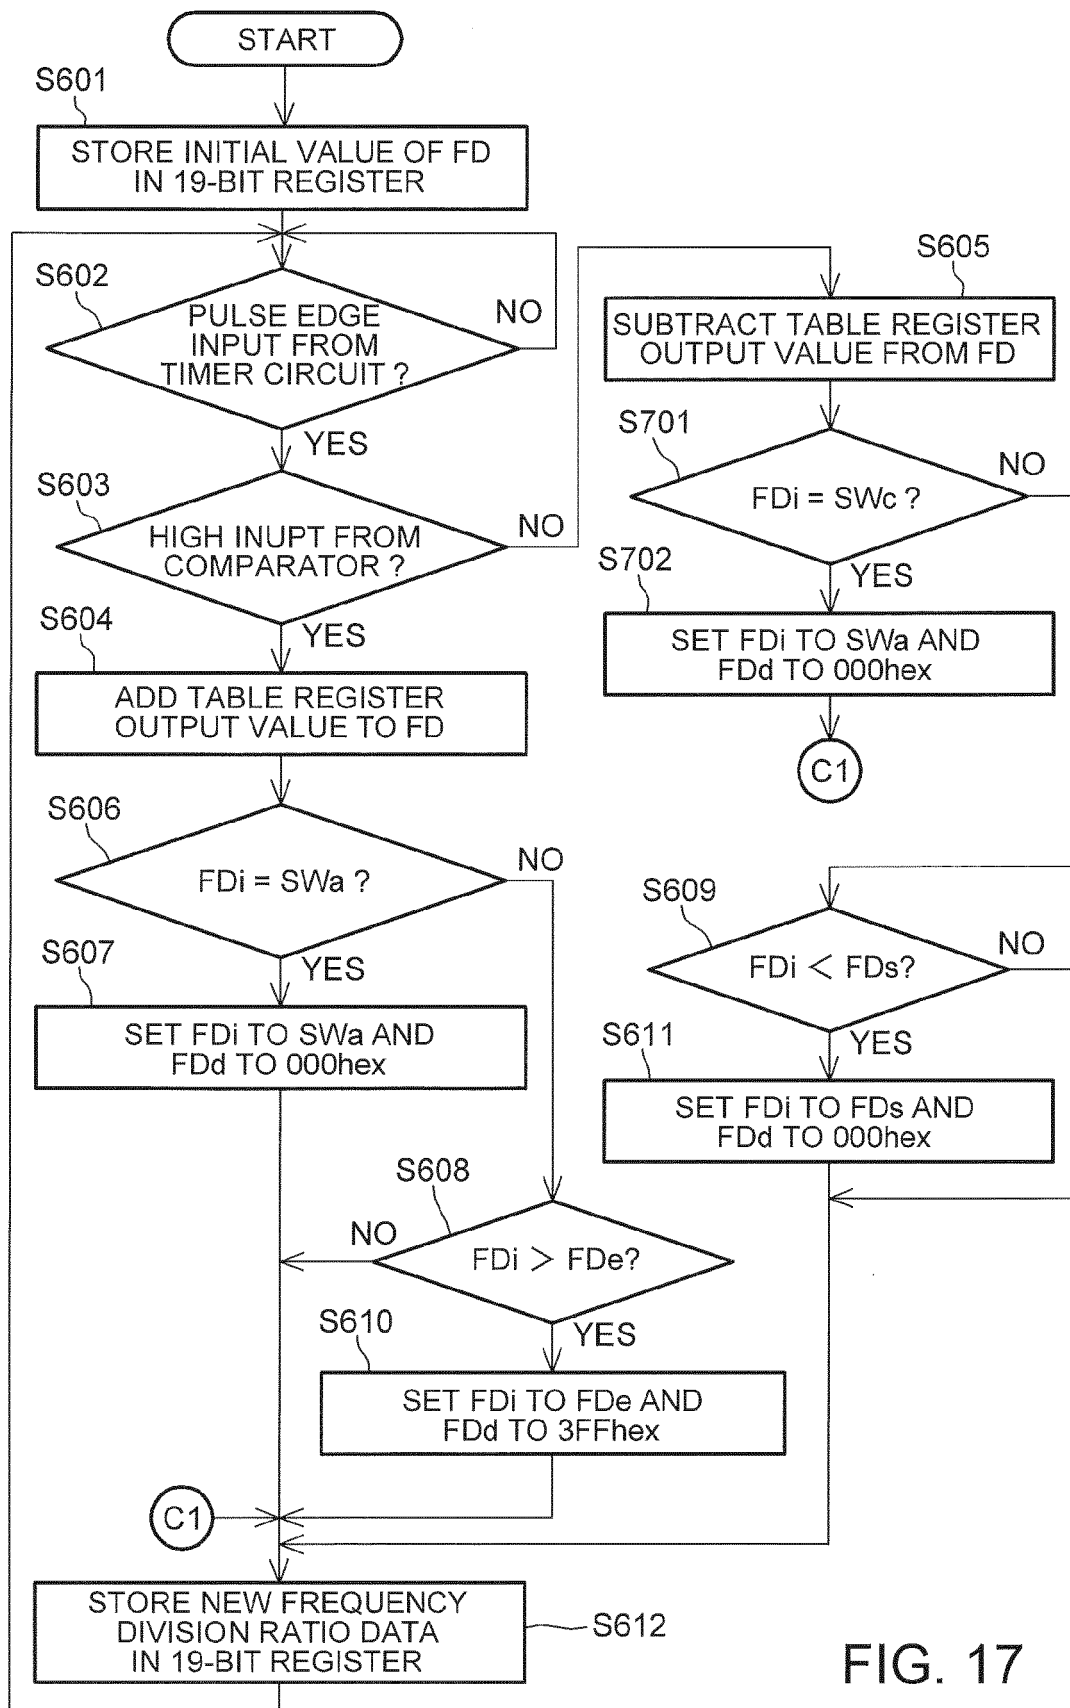 START
S601
STORE INITIAL VALUE OF FD
IN 19-BIT REGISTER
S602
PULSE EDGE
INPUT FROM
TIMER CIRCUIT ?
NO
YES
S603
HIGH INUPT FROM
COMPARATOR ?
NO
YES
S604
ADD TABLE REGISTER
OUTPUT VALUE TO FD
S605
SUBTRACT TABLE REGISTER
OUTPUT VALUE FROM FD
S701
FDi = SWc ?
NO
YES
S702
SET FDi TO SWa AND
FDd TO 000hex
C1
S606
FDi = SWa ?
NO
YES
S607
SET FDi TO SWa AND
FDd TO 000hex
S609
FDi < FDs?
NO
YES
S611
SET FDi TO FDs AND
FDd TO 000hex
S608
FDi > FDe?
NO
YES
S610
SET FDi TO FDe AND
FDd TO 3FFhex
C1
STORE NEW FREQUENCY
DIVISION RATIO DATA
IN 19-BIT REGISTER
S612
FIG. 17